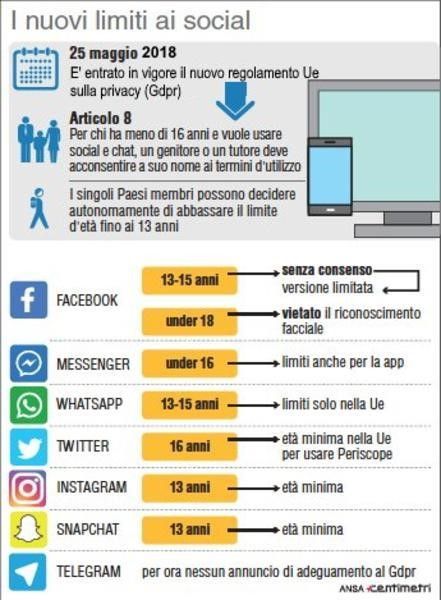 I nuovi limiti ai social
25 maggio 2018
E' entrato in vigore il nuovo regolamento Ue
sulla privacy (Gdpr)
Articolo 8
Per chi ha meno di 16 anni e vuole usare
social e chat, un genitore o un tutore deve
acconsentire a suo nome ai termini d'utilizzo
I singoli Paesi membri possono decidere
autonomamente di abbassare il limite
d'età fino ai 13 anni
FACEBOOK
13-15 anni
senza consenso
versione limitata
under 18
vietato il riconoscimento
facciale
MESSENGER
under 16
limiti anche per la app
WHATSAPP
13-15 anni
limiti solo nella Ue
TWITTER
16 anni
età minima nella Ue
per usare Periscope
INSTAGRAM
13 anni
età minima
SNAPCHAT
13 anni
età minima
TELEGRAM
per ora nessun annuncio di adeguamento al Gdpr
ANSA centimetri